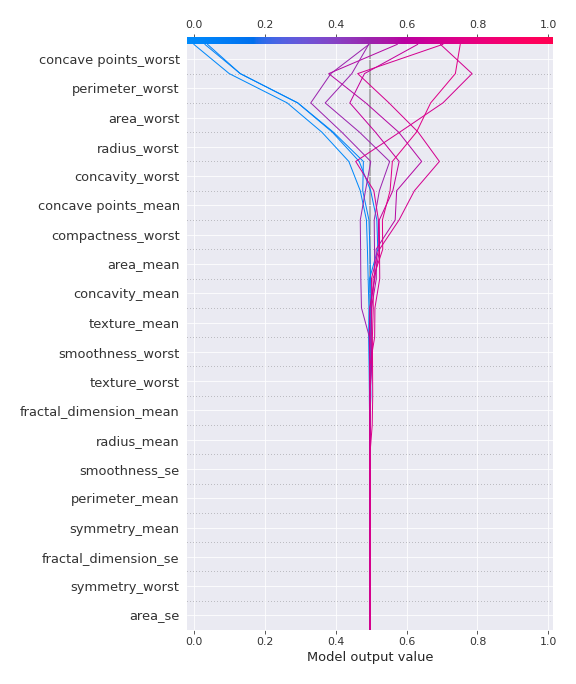 0.0 0.2 0.4 0.6 0.8 1.0
concave points_worst
perimeter_worst
area_worst
radius_worst
concavity_worst
concave points_mean
compactness_worst
area_mean
concavity_mean
texture_mean
smoothness_worst
texture_worst
fractal_dimension_mean
radius_mean
smoothness_se
perimeter_mean
symmetry_mean
fractal_dimension_se
symmetry_worst
area_se
0.0 0.2 0.4 0.6 0.8 1.0
Model output value